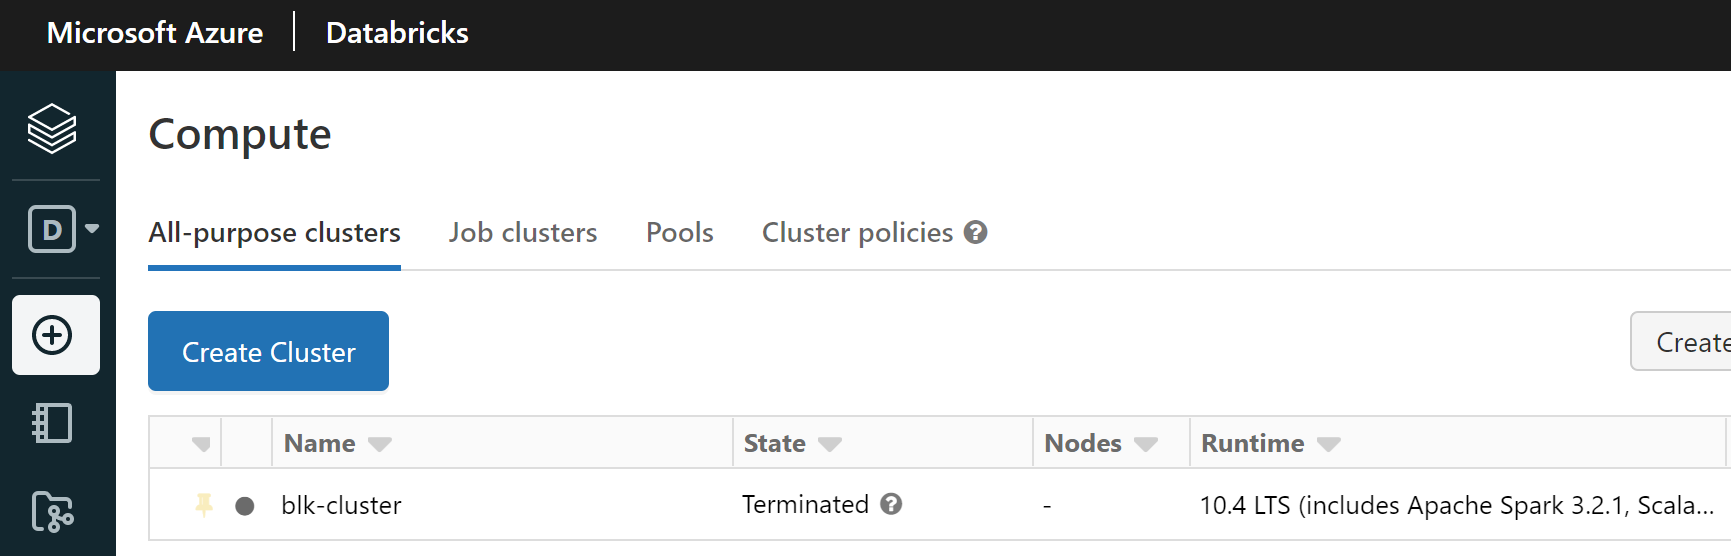 Microsoft Azure Databricks
Compute
D
All-purpose clusters Job clusters Pools Cluster policies ?
Create Cluster
Create
Name State Nodes Runtime
blk-cluster Terminated ? - 10.4 LTS (includes Apache Spark 3.2.1, Scala...